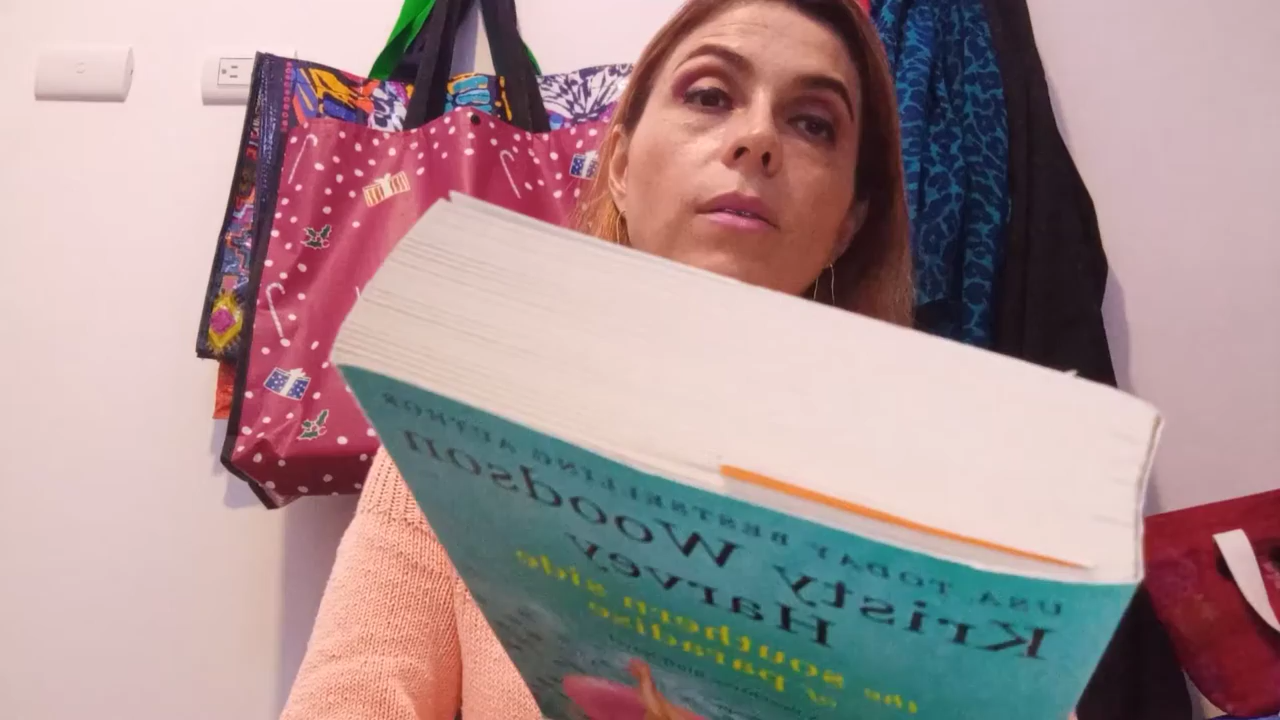 USA TODAY BESTSELLING AUTHOR
Kristy Woodson
Harvey
the southern side
of paradise